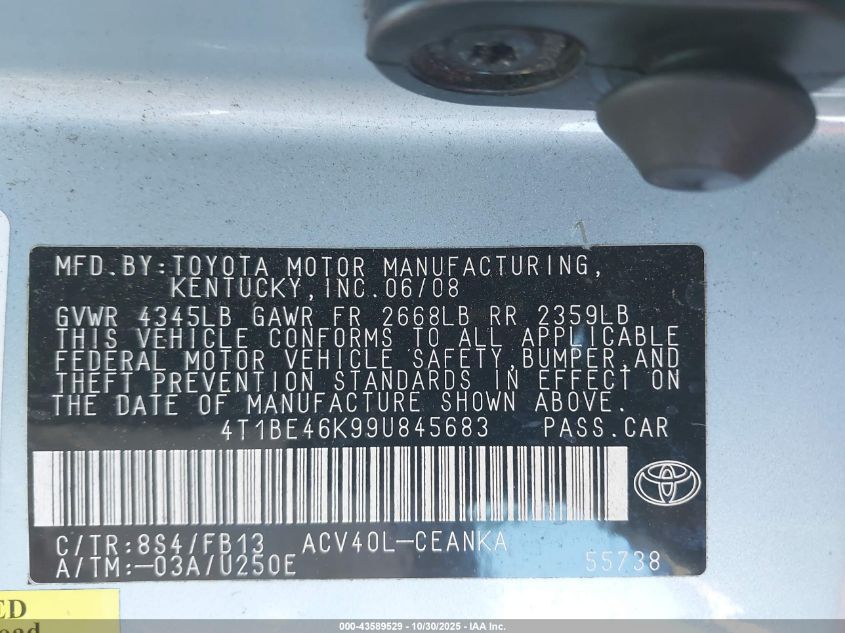 MFD.BY:TOYOTA MOTOR MANUFACTURING,
KENTUCKY,INC.06/08
GVWR 4345LB GAWR FR 2668LB RR 2359LB
THIS VEHICLE CONFORMS TO ALL APPLICABLE
FEDERAL MOTOR VEHICLE SAFETY,BUMPER,AND
THEFT PREVENTION STANDARDS IN EFFECT ON
THE DATE OF MANUFACTURE SHOWN ABOVE.
4T1BE46K99U845683 PASS.CAR
C/TR:8S4/FB13 ACV40L-CEANKA
A/TM:-03A/U250E 55738
ED
oad
000-43589529 - 10/30/2025 - IAA Inc.